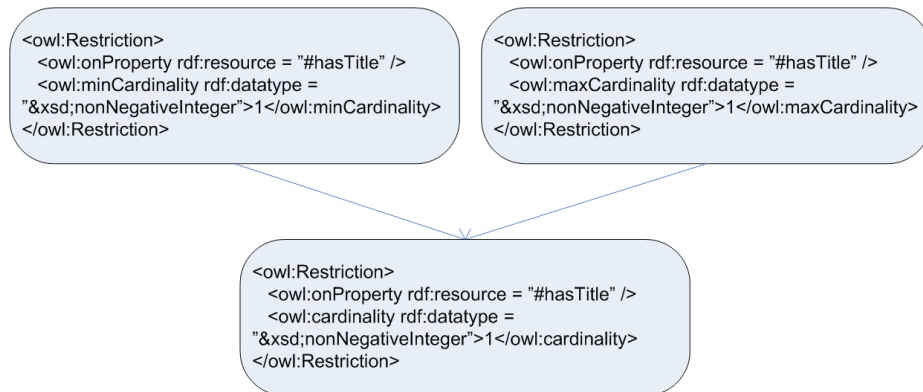 <owl:Restriction>
<owl:onProperty rdf:resource = ”#hasTitle” />
<owl:minCardinality rdf:datatype =
”&xsd;nonNegativeInteger”>1</owl:minCardinality>
</owl:Restriction>
<owl:Restriction>
<owl:onProperty rdf:resource = ”#hasTitle” />
<owl:maxCardinality rdf:datatype =
”&xsd;nonNegativeInteger”>1</owl:maxCardinality>
</owl:Restriction>
<owl:Restriction>
<owl:onProperty rdf:resource = ”#hasTitle” />
<owl:cardinality rdf:datatype =
”&xsd;nonNegativeInteger”>1</owl:cardinality>
</owl:Restriction>